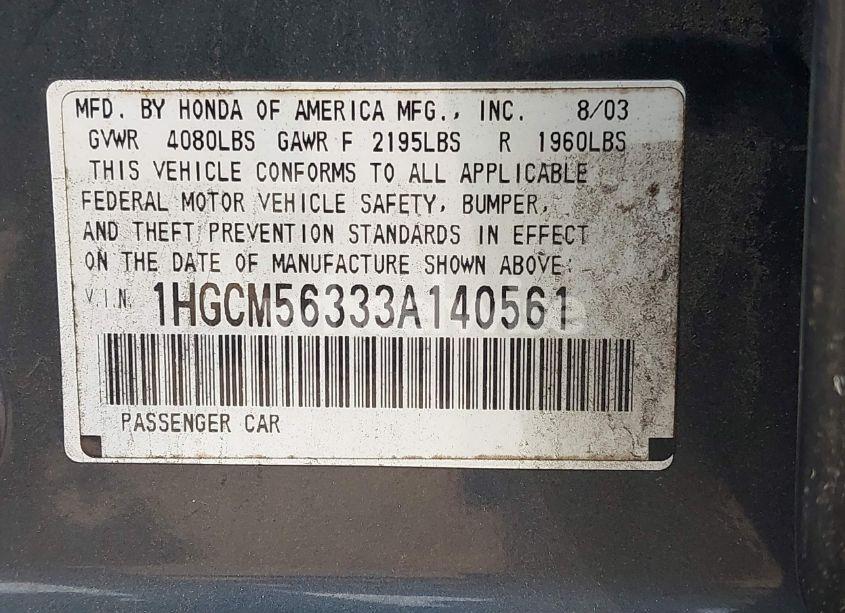 MFD. BY HONDA OF AMERICA MFG., INC. 8/03
GVWR 4080LBS GAWR F 2195LBS R 1960LBS
THIS VEHICLE CONFORMS TO ALL APPLICABLE
FEDERAL MOTOR VEHICLE SAFETY, BUMPER,
AND THEFT PREVENTION STANDARDS IN EFFECT
ON THE DATE OF MANUFACTURE SHOWN ABOVE.
V.I.N. 1HGCM56333A140561
PASSENGER CAR